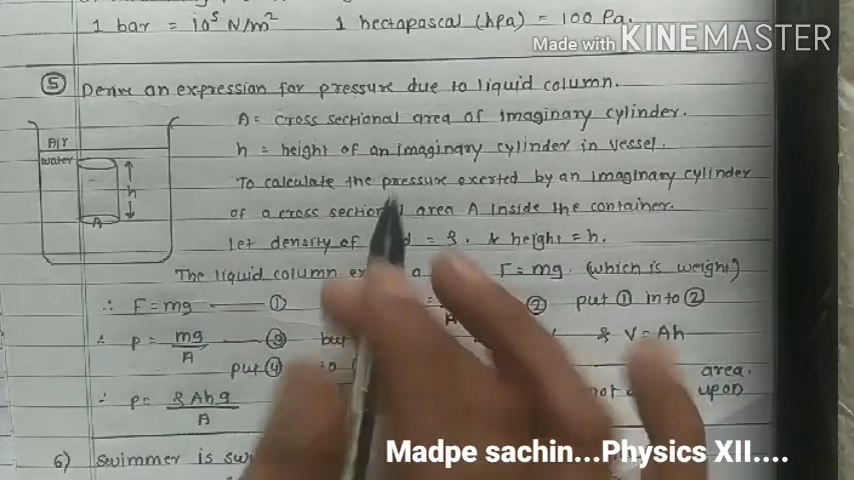 1 bar = 10⁵ N/m² 1 hectapascal (hpa) = 100 Pa.
Made with KINEMASTER
⑤ Derive an expression for pressure due to liquid column.
A = cross sectional area of imaginary cylinder.
Air
water
h = height of an imaginary cylinder in vessel.
h
To calculate the pressure exerted by an imaginary cylinder
A
of a cross sectional area A inside the container.
let density of = ρ. & height = h.
The liquid column F = mg. (which is weight)
∴ F = mg —— ① ② put ① into ②
∴ P = mg/A —— ③ but & V = Ah
put ④ area.
∴ P = ρAhg/A upon
6) Swimmer is
Madpe sachin...Physics XII....